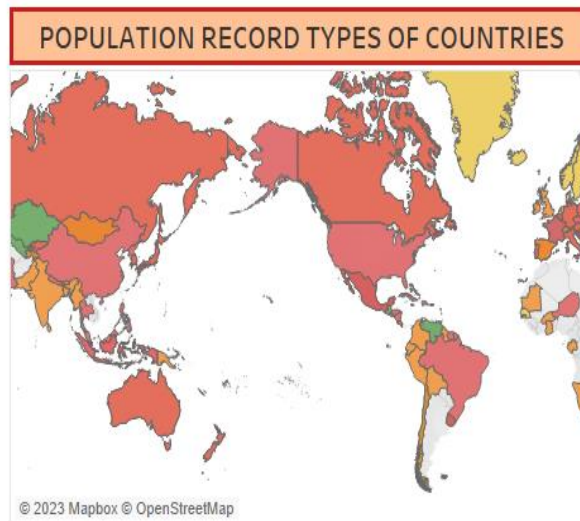 POPULATION RECORD TYPES OF COUNTRIES
© 2023 Mapbox © OpenStreetMap